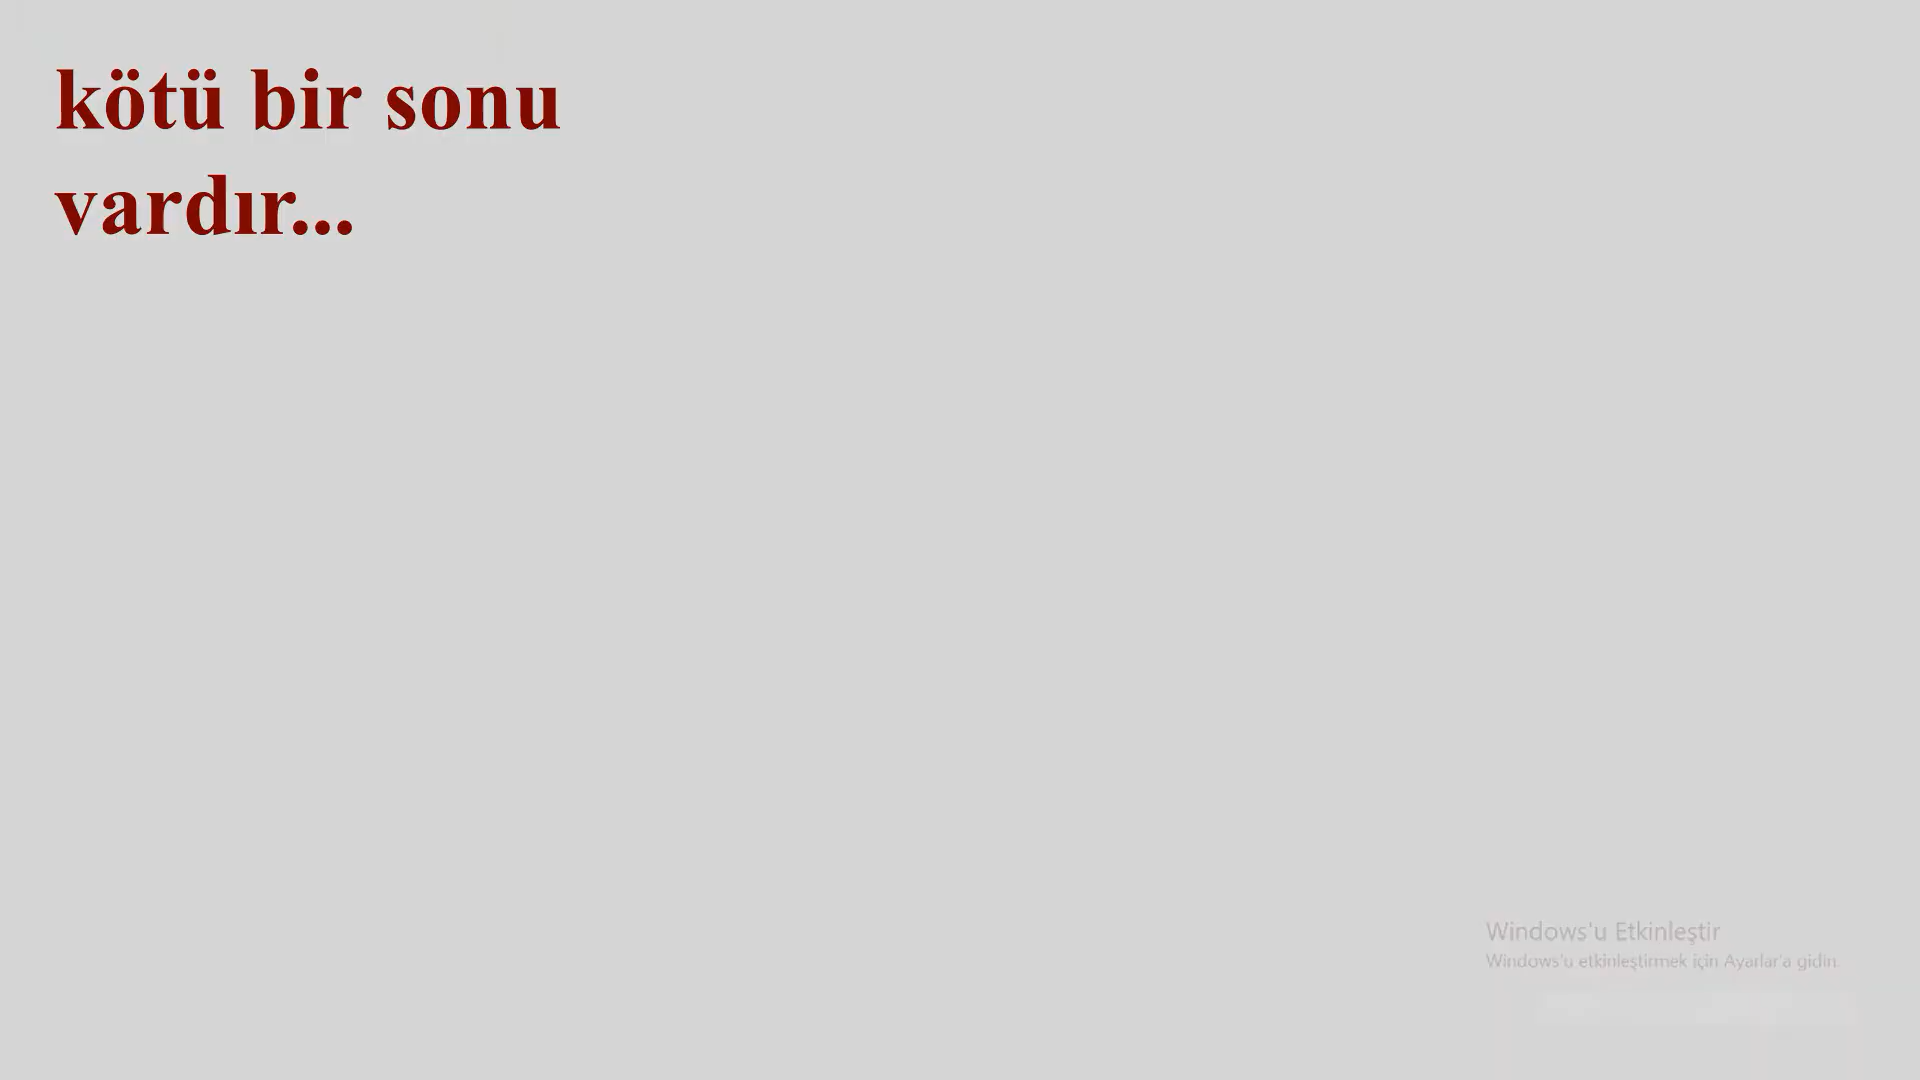 kötü bir sonu
vardır...
Windows'u Etkinleştir
Windows'u etkinleştirmek için Ayarlar'a gidin.